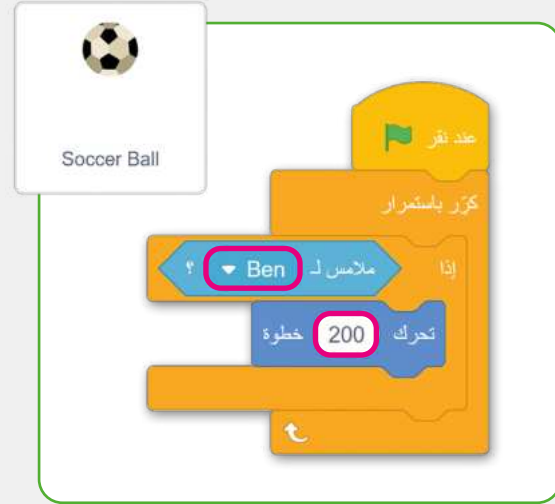 Soccer Ball
عند نقر
كرّر باستمرار
إذا ملامس لـ Ben ؟
تحرك 200 خطوة